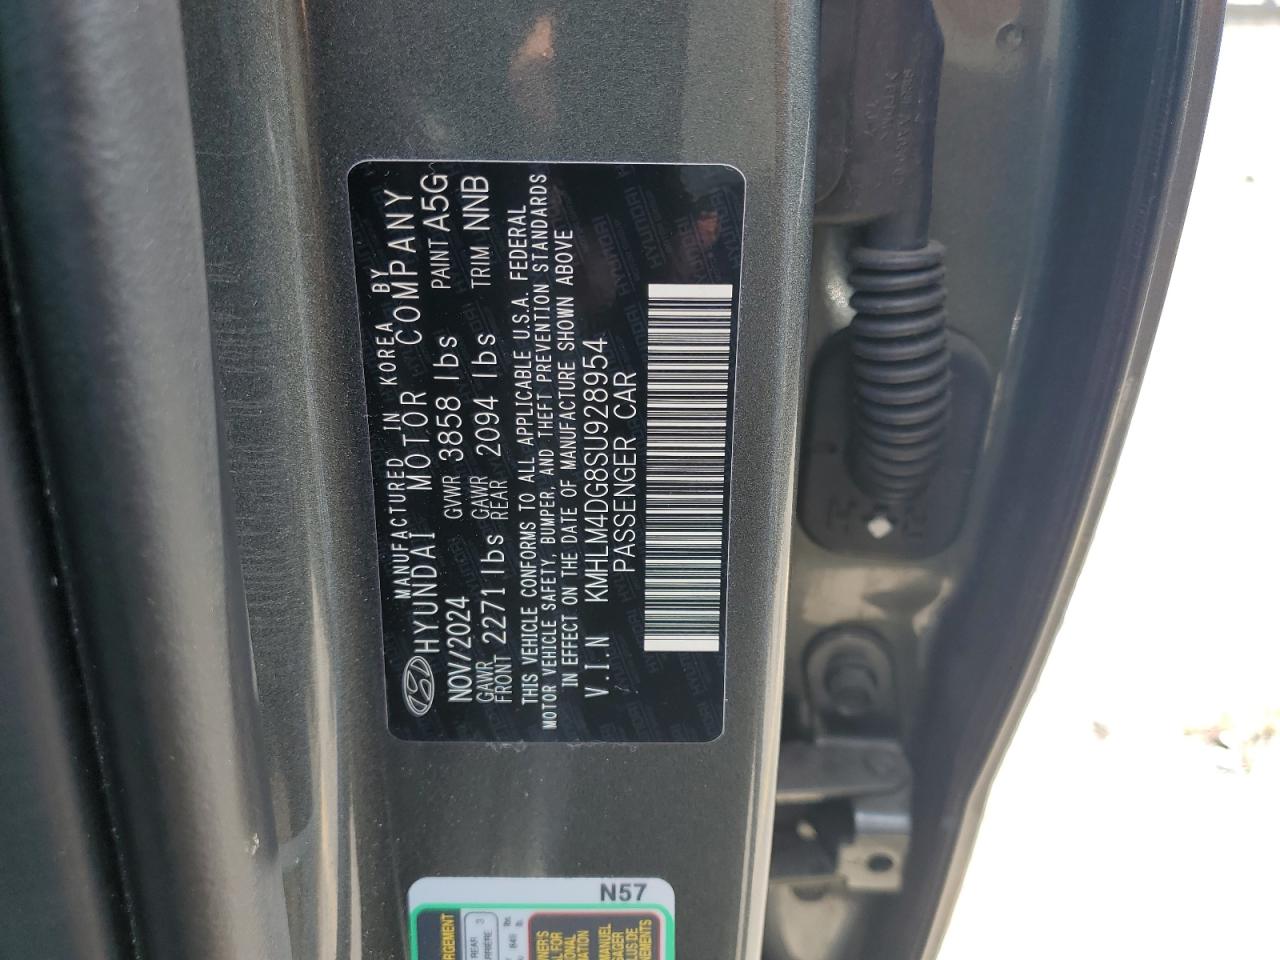 MANUFACTURED IN KOREA BY
HYUNDAI MOTOR COMPANY
NOV/2024 GVWR 3858 lbs PAINT A5G
GAWR FRONT 2271 lbs GAWR REAR 2094 lbs TRIM NNB
THIS VEHICLE CONFORMS TO ALL APPLICABLE U.S.A. FEDERAL
MOTOR VEHICLE SAFETY, BUMPER, AND THEFT PREVENTION STANDARDS
IN EFFECT ON THE DATE OF MANUFACTURE SHOWN ABOVE
V.I.N KMHLM4DG8SU928954
PASSENGER CAR
N57
REAR 3